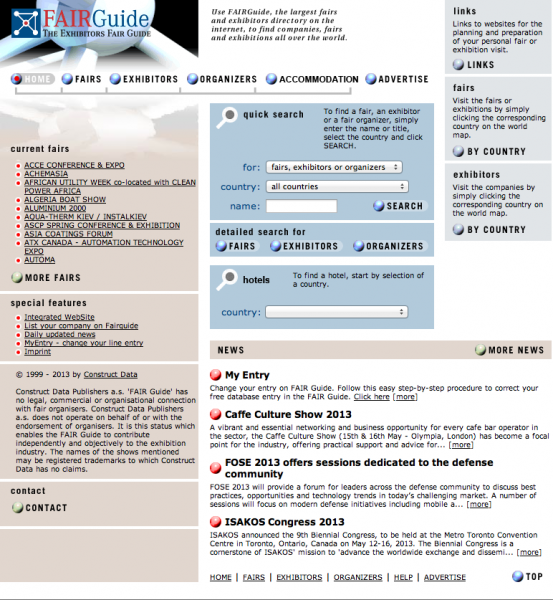 FAIRGuide
THE EXHIBITORS FAIR GUIDE
Use FAIRGuide, the largest fairs
and exhibitors directory on the
internet, to find companies, fairs
and exhibitions all over the world.
HOME
FAIRS
EXHIBITORS
ORGANIZERS
ACCOMMODATION
ADVERTISE
links
Links to websites for the
planning and preparation
of your personal fair or
exhibition visit.
LINKS
fairs
Visit the fairs or
exhibitions by simply
clicking the corresponding
country on the world
map.
BY COUNTRY
exhibitors
Visit the companies by
simply clicking the
corresponding country on
the world map.
BY COUNTRY
current fairs
ACCE CONFERENCE & EXPO
ACHEMASIA
AFRICAN UTILITY WEEK co-located with CLEAN
POWER AFRICA
ALGERIA BOAT SHOW
ALUMINIUM 2000
AQUA-THERM KIEV / INSTALKIEV
ASCP SPRING CONFERENCE & EXHIBITION
ASIA COATINGS FORUM
ATX CANADA - AUTOMATION TECHNOLOGY
EXPO
AUTOMA
MORE FAIRS
special features
Integrated WebSite
List your company on Fairguide
Daily updated news
MyEntry - change your line entry
Imprint
© 1999 - 2013 by Construct Data
Construct Data Publishers a.s. 'FAIR Guide' has
no legal, commercial or organisational connection
with fair organisers. Construct Data Publishers
a.s. does not operate on behalf of or with the
endorsement of organisers. It is this status which
enables the FAIR Guide to contribute
independently and objectively to the exhibition
industry. The names of the shows mentioned
may be registered trademarks to which Construct
Data has no claims.
contact
CONTACT
quick search
To find a fair, an exhibitor
or a fair organizer, simply
enter the name or title,
select the country and click
SEARCH.
for: fairs, exhibitors or organizers
country: all countries
name:
SEARCH
detailed search for
FAIRS
EXHIBITORS
ORGANIZERS
hotels
To find a hotel, start by selection of
a country.
country:
NEWS
MORE NEWS
My Entry
Change your entry on FAIR Guide. Follow this easy step-by-step procedure to correct your
free database entry in the FAIR Guide. Click here [more]
Caffe Culture Show 2013
A vibrant and essential networking and business opportunity for every cafe bar operator in
the sector, the Caffe Culture Show (15th & 16th May - Olympia, London) has become a focal
point for the industry, offering practical support and advice for... [more]
FOSE 2013 offers sessions dedicated to the defense
community
FOSE 2013 will provide a forum for leaders across the defense community to discuss best
practices, opportunities and technology trends in today's challenging market. A number of
sessions will focus on modern defense initiatives including mobile a... [more]
ISAKOS Congress 2013
ISAKOS announced the 9th Biennial Congress, to be held at the Metro Toronto Convention
Centre in Toronto, Ontario, Canada on May 12-16, 2013. The Biennial Congress is a
cornerstone of ISAKOS' mission to 'advance the worldwide exchange and dissemi... [more]
HOME | FAIRS | EXHIBITORS | ORGANIZERS | HELP | ADVERTISE
TOP